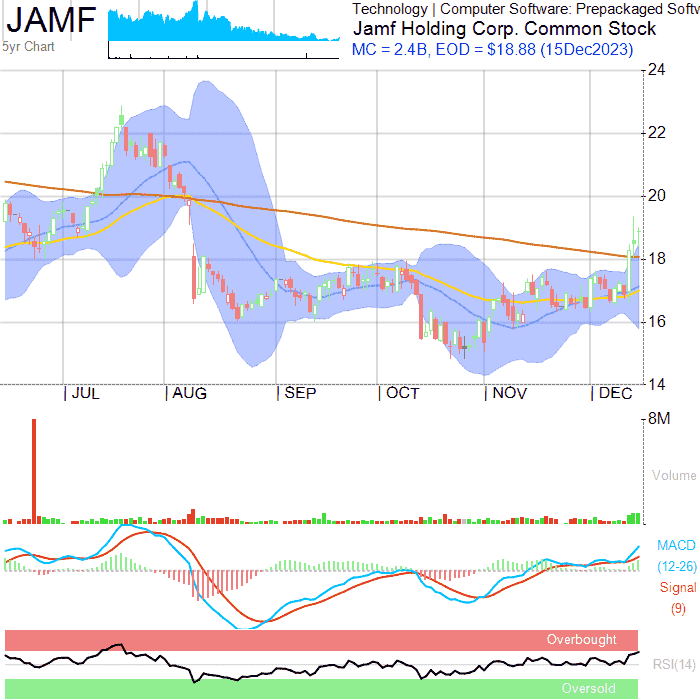 JAMF
5yr Chart
Technology | Computer Software: Prepackaged Softw
Jamf Holding Corp. Common Stock
MC = 2.4B, EOD = $18.88 (15Dec2023)
24
22
20
18
16
14
JUL AUG SEP OCT NOV DEC
8M
Volume
MACD
(12-26)
Signal
(9)
Overbought
RSI(14)
Oversold